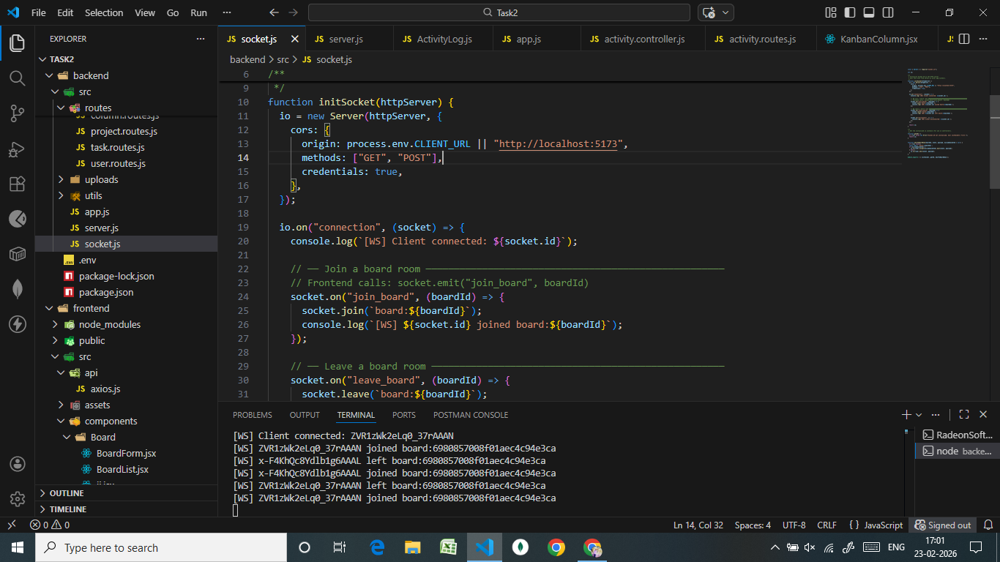 File Edit Selection View Go Run ···
Task2
EXPLORER ···
TASK2
backend
src
routes
column.routes.js
project.routes.js
task.routes.js
user.routes.js
uploads
utils
app.js
server.js
socket.js
.env
package-lock.json
package.json
frontend
node_modules
public
src
api
axios.js
assets
components
Board
BoardForm.jsx
BoardList.jsx
OUTLINE
TIMELINE
JS socket.js JS server.js JS ActivityLog.js JS app.js JS activity.controller.js JS activity.routes.js KanbanColumn.jsx
backend > src > JS socket.js
6 /**
9 */
10 function initSocket(httpServer) {
11 io = new Server(httpServer, {
12 cors: {
13 origin: process.env.CLIENT_URL || "http://localhost:5173",
14 methods: ["GET", "POST"],
15 credentials: true,
16 },
17 });
18
19 io.on("connection", (socket) => {
20 console.log(`[WS] Client connected: ${socket.id}`);
21
22 // ── Join a board room ─────────────────────────────────────────────────────
23 // Frontend calls: socket.emit("join_board", boardId)
24 socket.on("join_board", (boardId) => {
25 socket.join(`board:${boardId}`);
26 console.log(`[WS] ${socket.id} joined board:${boardId}`);
27 });
28
29 // ── Leave a board room ────────────────────────────────────────────────────
30 socket.on("leave_board", (boardId) => {
31 socket.leave(`board:${boardId}`);
PROBLEMS OUTPUT TERMINAL PORTS POSTMAN CONSOLE
[WS] Client connected: ZVR1zWk2eLq0_37rAAAN
[WS] ZVR1zWk2eLq0_37rAAAN joined board:6980857008f01aec4c94e3ca
[WS] x-F4KhQc8Ydlb1g6AAAL left board:6980857008f01aec4c94e3ca
[WS] x-F4KhQc8Ydlb1g6AAAL joined board:6980857008f01aec4c94e3ca
[WS] ZVR1zWk2eLq0_37rAAAN left board:6980857008f01aec4c94e3ca
[WS] ZVR1zWk2eLq0_37rAAAN joined board:6980857008f01aec4c94e3ca
RadeonSoft...
node backe...
0 0
Ln 14, Col 32 Spaces: 4 UTF-8 CRLF {} JavaScript Signed out
Type here to search
ENG
17:01
23-02-2026